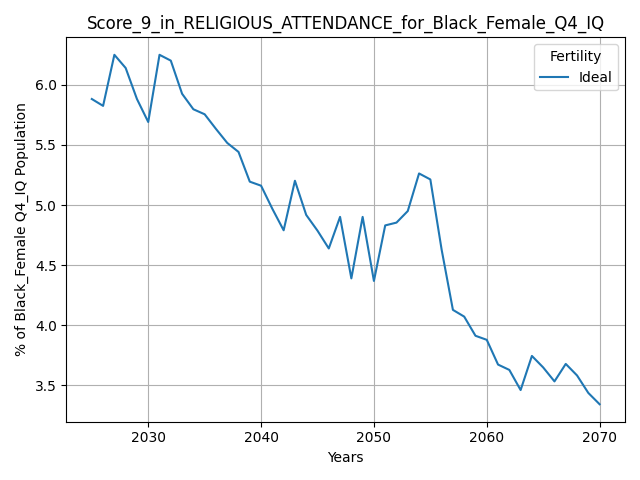 Score_9_in_RELIGIOUS_ATTENDANCE_for_Black_Female_Q4_IQ
Fertility
Ideal
% of Black_Female Q4_IQ Population
6.0
5.5
5.0
4.5
4.0
3.5
2030 2040 2050 2060 2070
Years